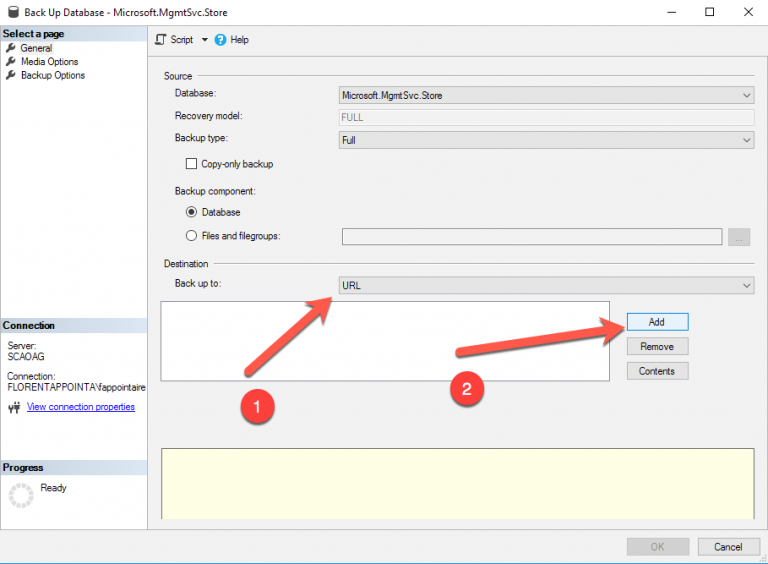 Back Up Database - Microsoft.MgmtSvc.Store
Select a page
General
Media Options
Backup Options
Script
Help
Source
Database:
Microsoft.MgmtSvc.Store
Recovery model:
FULL
Backup type:
Full
Copy-only backup
Backup component:
Database
Files and filegroups:
...
Destination
Back up to:
URL
Add
Remove
Contents
1
2
Connection
Server:
SCAOAG
Connection:
FLORENTAPPOINTA\fappointaire
View connection properties
Progress
Ready
OK
Cancel